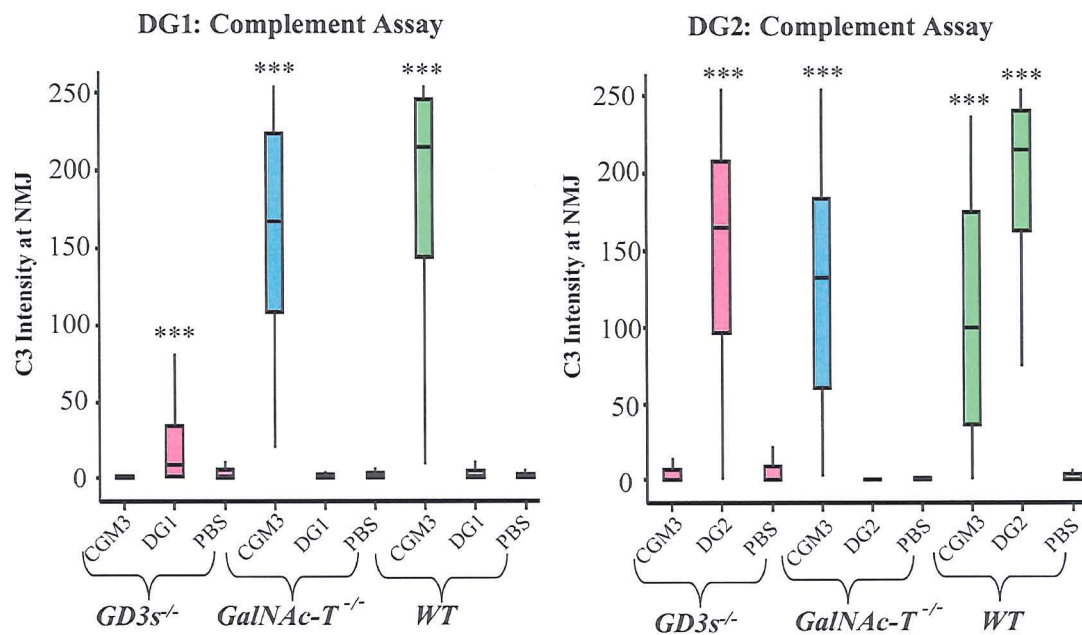 DG1: Complement Assay
C3 Intensity at NMJ
250
200
150
100
50
0
***
***
***
CGM3
DG1
PBS
CGM3
DG1
PBS
CGM3
DG1
PBS
GD3s-/-
GalNAc-T -/-
WT
DG2: Complement Assay
C3 Intensity at NMJ
250
200
150
100
50
0
***
***
***
***
CGM3
DG2
PBS
CGM3
DG2
PBS
CGM3
DG2
PBS
GD3s-/-
GalNAc-T -/-
WT